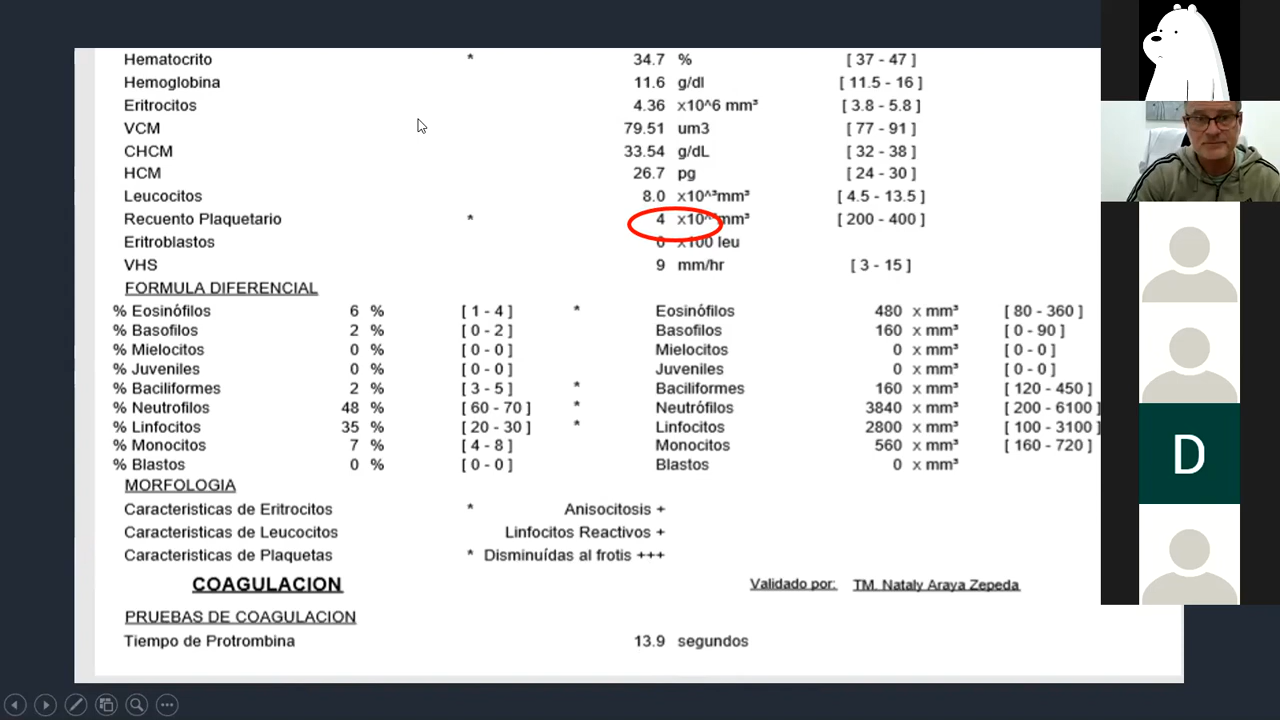 Hematocrito * 34.7 % [ 37 - 47 ]
Hemoglobina 11.6 g/dl [ 11.5 - 16 ]
Eritrocitos 4.36 x10^6 mm³ [ 3.8 - 5.8 ]
VCM 79.51 um3 [ 77 - 91 ]
CHCM 33.54 g/dL [ 32 - 38 ]
HCM 26.7 pg [ 24 - 30 ]
Leucocitos 8.0 x10^³mm³ [ 4.5 - 13.5 ]
Recuento Plaquetario * 4 x10^³mm³ [ 200 - 400 ]
Eritroblastos 0 x100 leu
VHS 9 mm/hr [ 3 - 15 ]
FORMULA DIFERENCIAL
% Eosinófilos 6 % [ 1 - 4 ] * Eosinófilos 480 x mm³ [ 80 - 360 ]
% Basofilos 2 % [ 0 - 2 ] Basofilos 160 x mm³ [ 0 - 90 ]
% Mielocitos 0 % [ 0 - 0 ] Mielocitos 0 x mm³ [ 0 - 0 ]
% Juveniles 0 % [ 0 - 0 ] Juveniles 0 x mm³ [ 0 - 0 ]
% Baciliformes 2 % [ 3 - 5 ] * Baciliformes 160 x mm³ [ 120 - 450 ]
% Neutrofilos 48 % [ 60 - 70 ] * Neutrófilos 3840 x mm³ [ 200 - 6100 ]
% Linfocitos 35 % [ 20 - 30 ] * Linfocitos 2800 x mm³ [ 100 - 3100 ]
% Monocitos 7 % [ 4 - 8 ] Monocitos 560 x mm³ [ 160 - 720 ]
% Blastos 0 % [ 0 - 0 ] Blastos 0 x mm³
MORFOLOGIA
Caracteristicas de Eritrocitos * Anisocitosis +
Caracteristicas de Leucocitos Linfocitos Reactivos +
Caracteristicas de Plaquetas * Disminuídas al frotis +++
COAGULACION Validado por: TM. Nataly Araya Zepeda
PRUEBAS DE COAGULACION
Tiempo de Protrombina 13.9 segundos
D